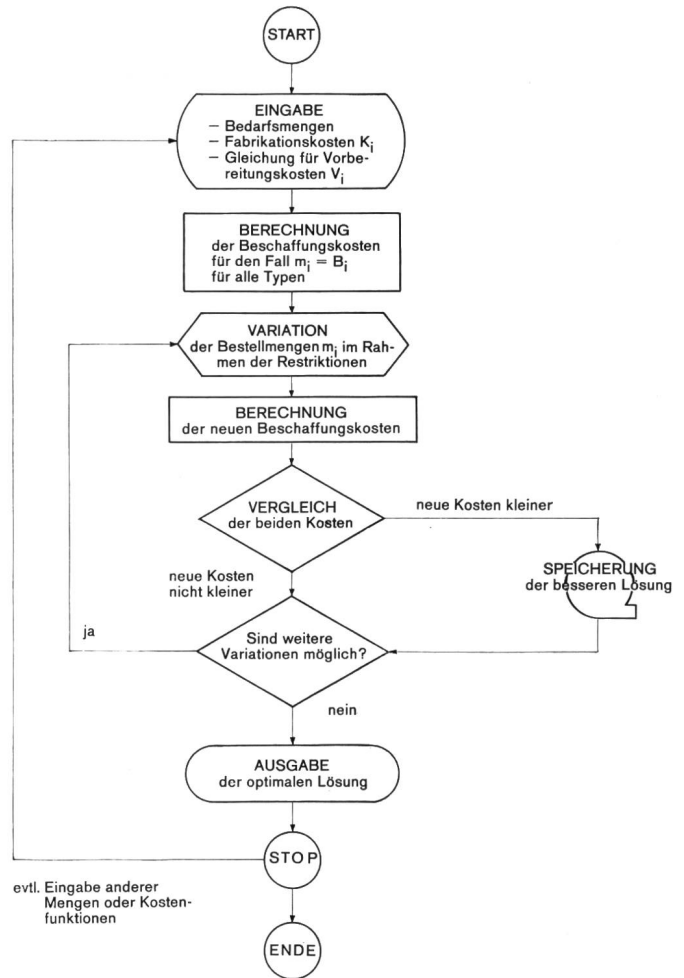 START
EINGABE
– Bedarfsmengen
– Fabrikationskosten Ki
– Gleichung für Vorbe-
reitungskosten Vi
BERECHNUNG
der Beschaffungskosten
für den Fall mi = Bi
für alle Typen
VARIATION
der Bestellmengen mi im Rah-
men der Restriktionen
BERECHNUNG
der neuen Beschaffungskosten
VERGLEICH
der beiden Kosten
neue Kosten kleiner
SPEICHERUNG
der besseren Lösung
neue Kosten
nicht kleiner
ja
Sind weitere
Variationen möglich?
nein
AUSGABE
der optimalen Lösung
STOP
evtl. Eingabe anderer
Mengen oder Kosten-
funktionen
ENDE